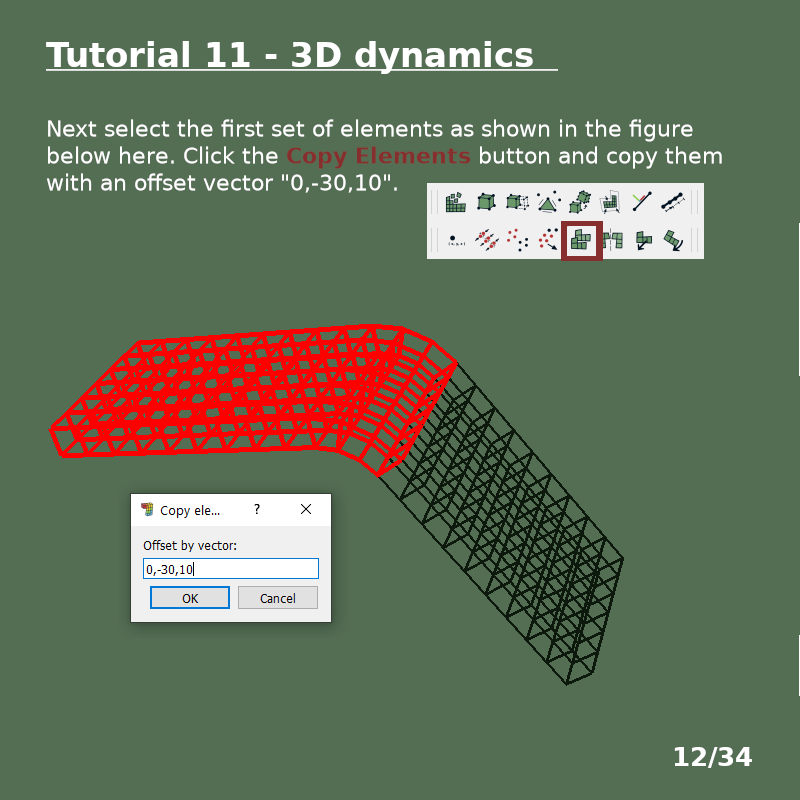 Tutorial 11 - 3D dynamics
Next select the first set of elements as shown in the figure
below here. Click the Copy Elements button and copy them
with an offset vector "0,-30,10".
(x,y,z)
Copy ele... ?
Offset by vector:
0,-30,10
OK Cancel
12/34